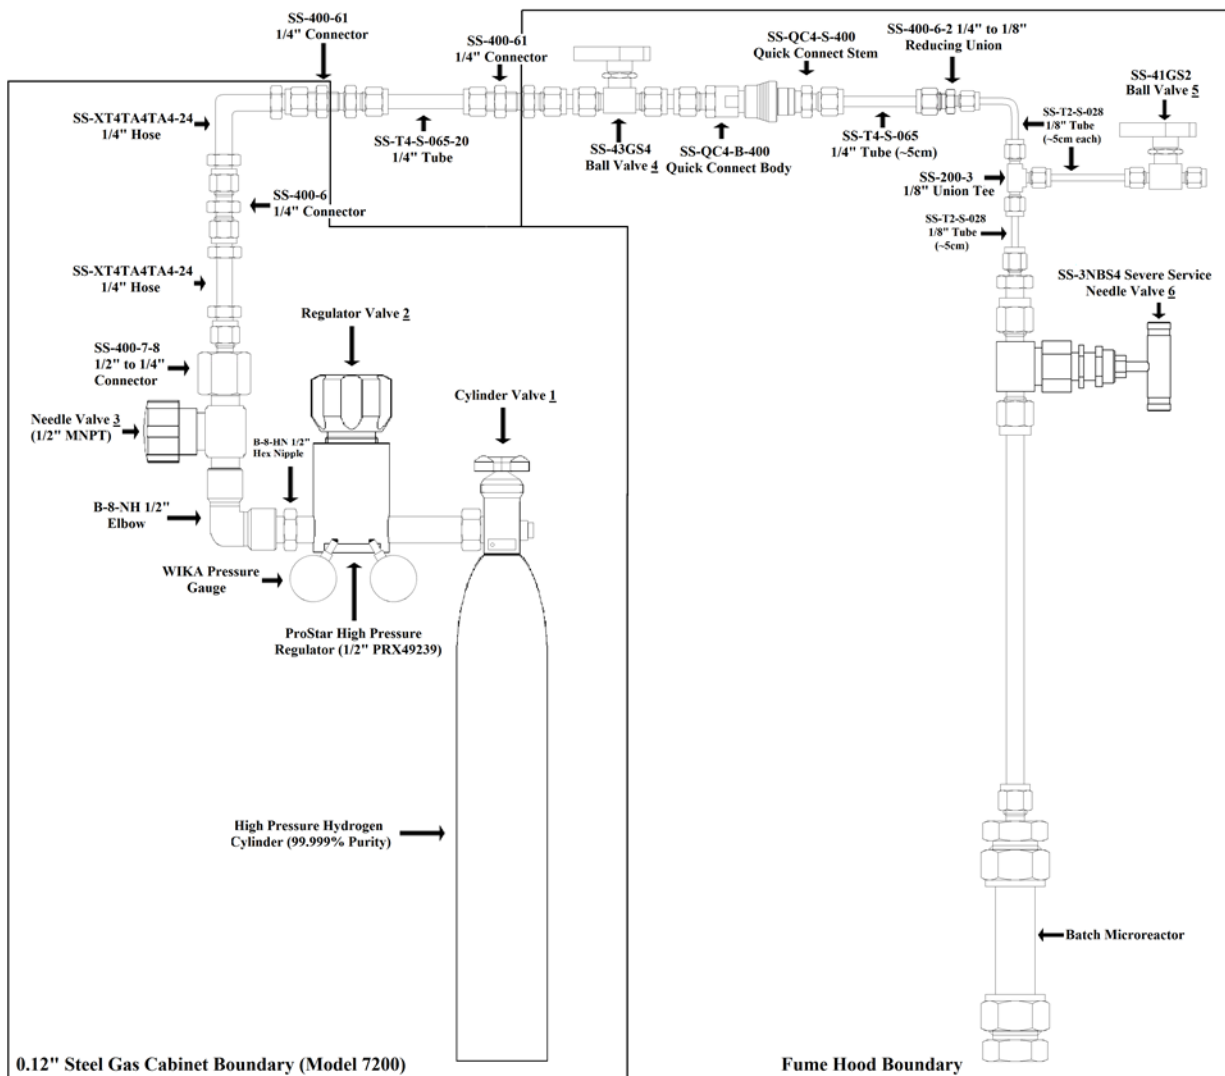 SS-400-61
1/4" Connector
SS-400-61
1/4" Connector
SS-QC4-S-400
Quick Connect Stem
SS-400-6-2 1/4" to 1/8"
Reducing Union
SS-41GS2
Ball Valve 5
SS-XT4TA4TA4-24
1/4" Hose
SS-T4-S-065-20
1/4" Tube
SS-43GS4
Ball Valve 4
SS-QC4-B-400
Quick Connect Body
SS-T4-S-065
1/4" Tube (~5cm)
SS-T2-S-028
1/8" Tube
(~5cm each)
SS-200-3
1/8" Union Tee
SS-400-6
1/4" Connector
SS-T2-S-028
1/8" Tube
(~5cm)
SS-XT4TA4TA4-24
1/4" Hose
SS-3NBS4 Severe Service
Needle Valve 6
Regulator Valve 2
SS-400-7-8
1/2" to 1/4"
Connector
Cylinder Valve 1
Needle Valve 3
(1/2" MNPT)
B-8-HN 1/2"
Hex Nipple
B-8-NH 1/2"
Elbow
WIKA Pressure
Gauge
ProStar High Pressure
Regulator (1/2" PRX49239)
High Pressure Hydrogen
Cylinder (99.999% Purity)
Batch Microreactor
0.12" Steel Gas Cabinet Boundary (Model 7200)
Fume Hood Boundary